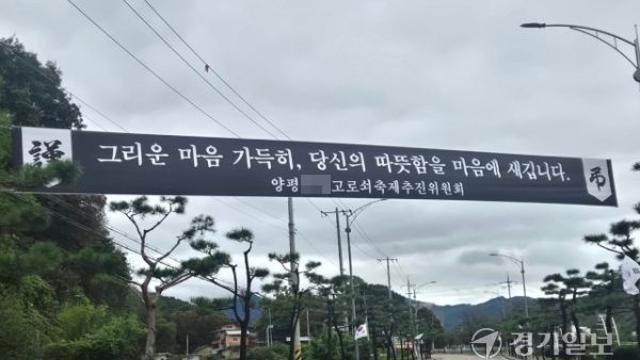 謹 그리운 마음 가득히, 당신의 따뜻함을 마음에 새깁니다. 弔
양평 고로쇠축제추진위원회
경기일보